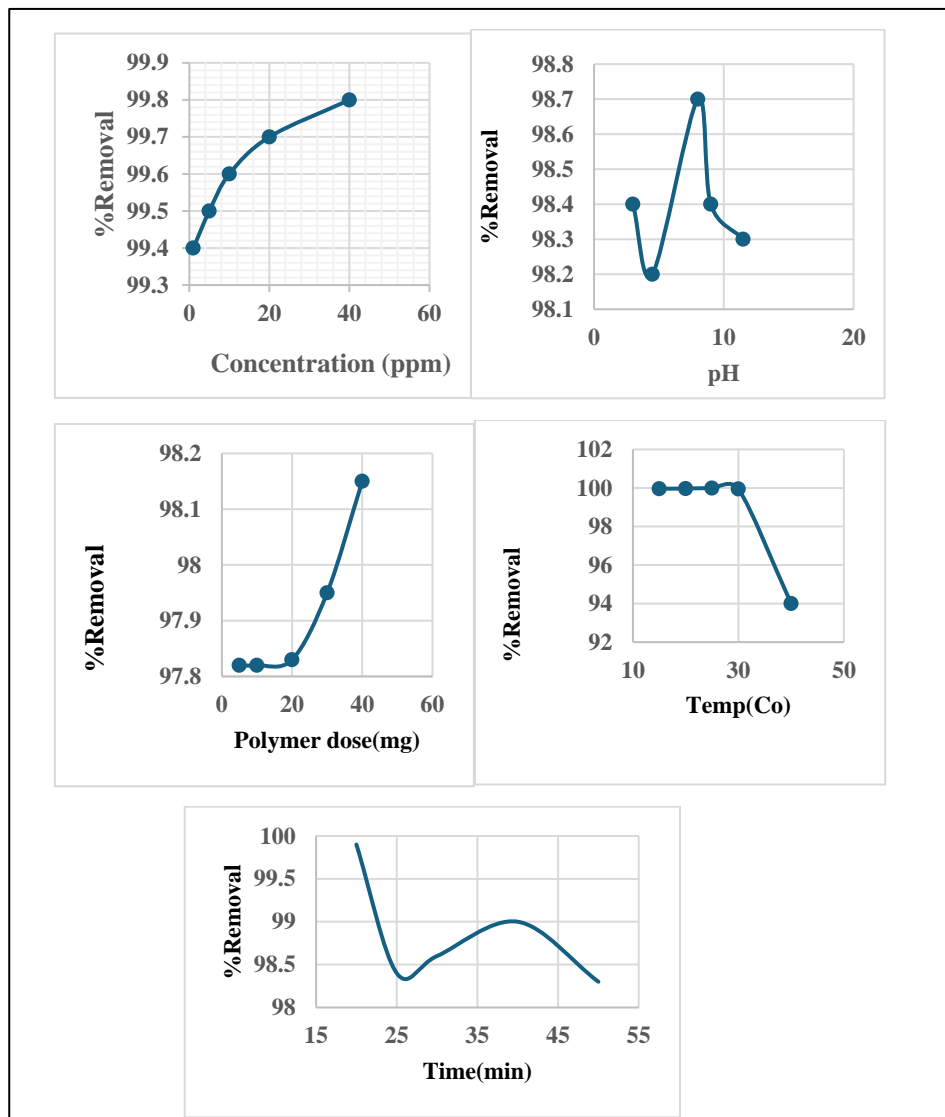 99.9
99.8
99.7
99.6
99.5
99.4
99.3
0 20 40 60
%Removal
Concentration (ppm)
98.8
98.7
98.6
98.5
98.4
98.3
98.2
98.1
0 10 20
%Removal
pH
98.2
98.1
98
97.9
97.8
0 20 40 60
%Removal
Polymer dose(mg)
102
100
98
96
94
92
10 30 50
%Removal
Temp(Co)
100
99.5
99
98.5
98
15 25 35 45 55
%Removal
Time(min)